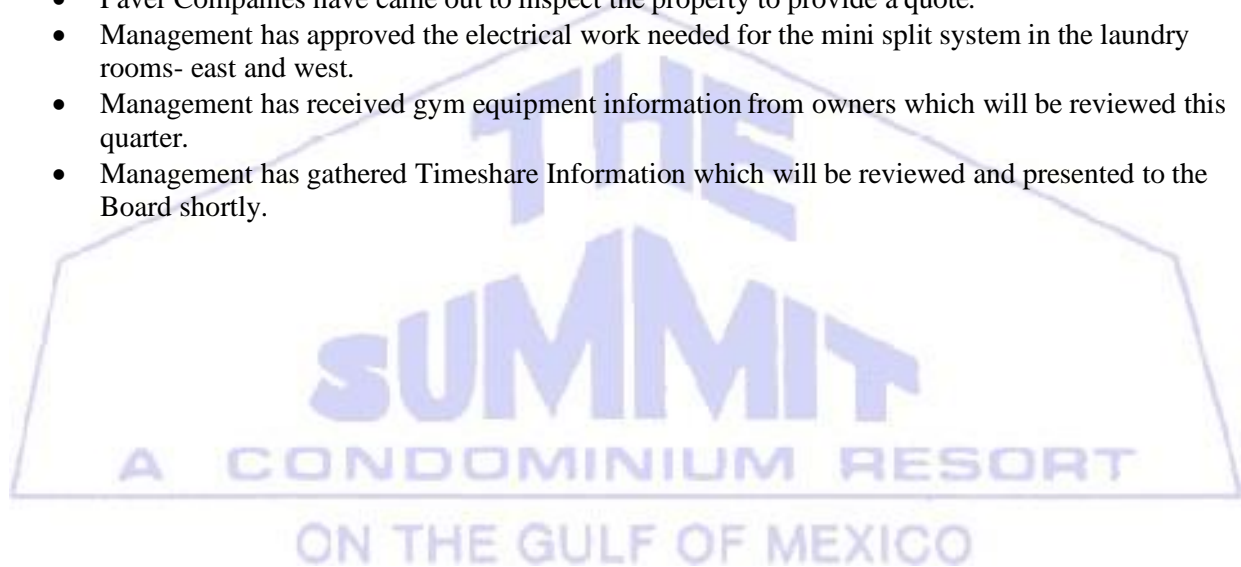 • Paver Companies have came out to inspect the property to provide a quote.
• Management has approved the electrical work needed for the mini split system in the laundry
rooms- east and west.
• Management has received gym equipment information from owners which will be reviewed this
quarter.
• Management has gathered Timeshare Information which will be reviewed and presented to the
Board shortly.
THE
SUMMIT
A CONDOMINIUM RESORT
ON THE GULF OF MEXICO